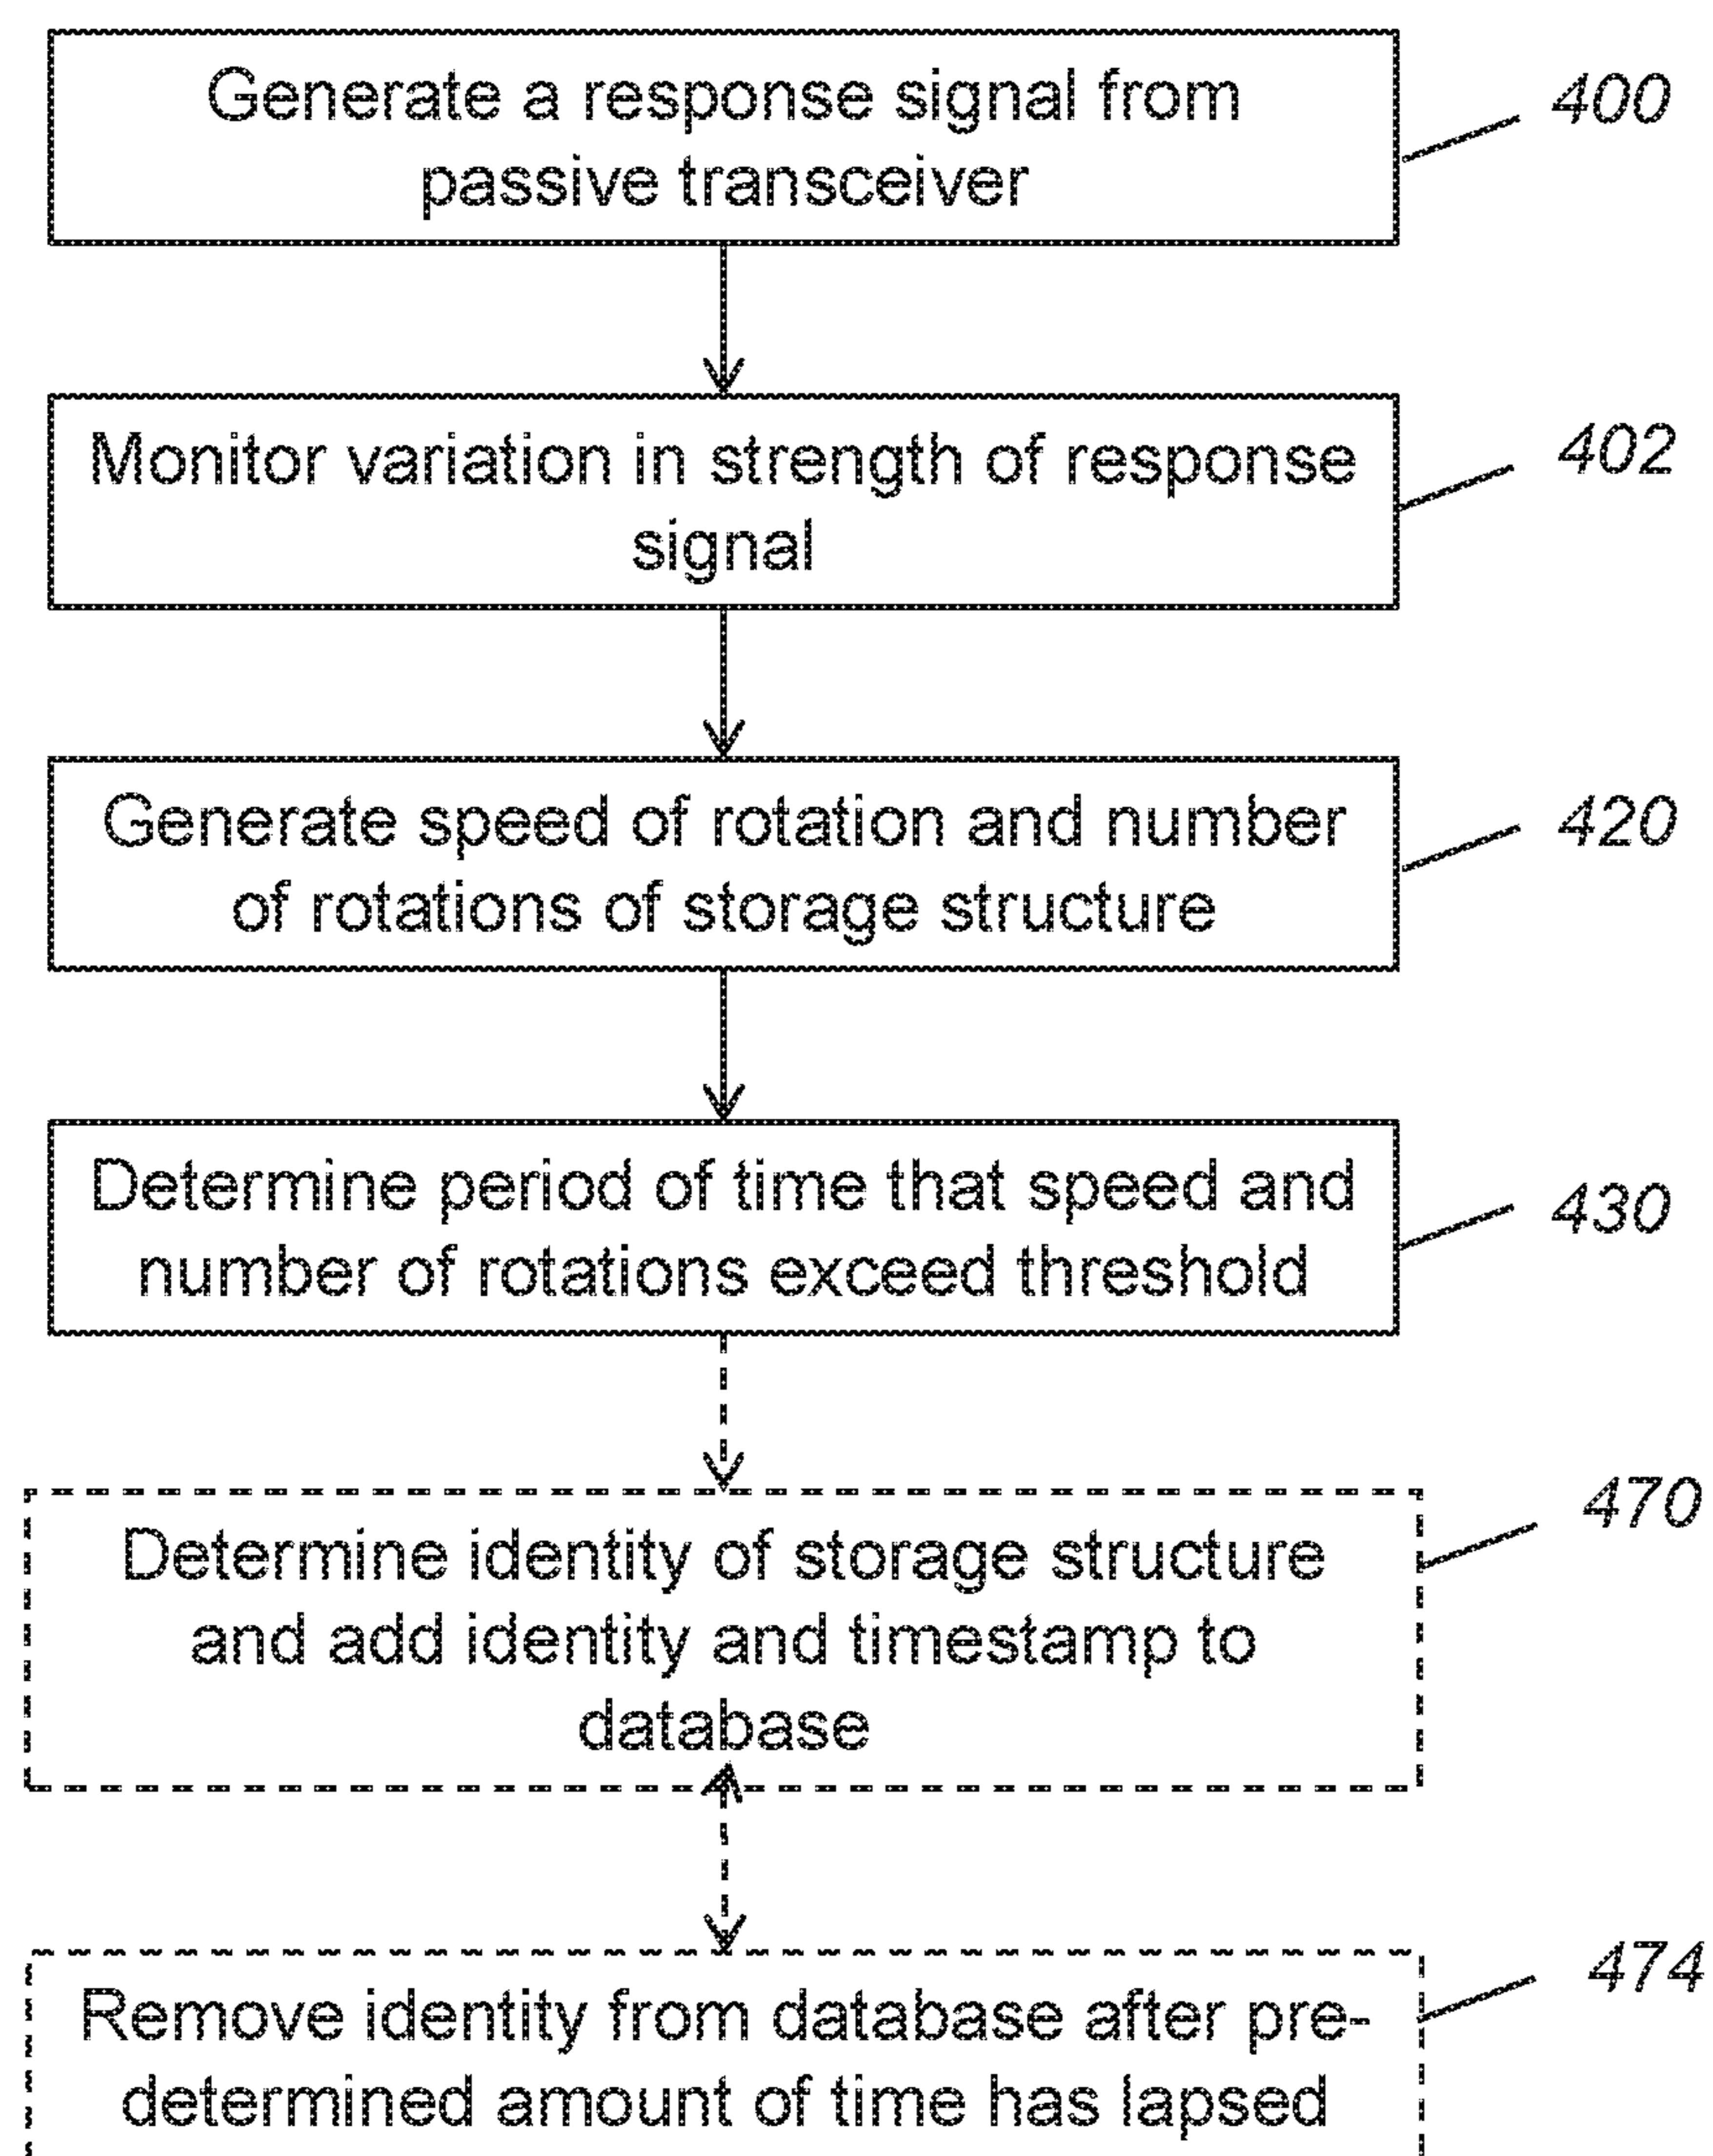 Generate a response signal from
passive transceiver
400
Monitor variation in strength of response
signal
402
Generate speed of rotation and number
of rotations of storage structure
420
Determine period of time that speed and
number of rotations exceed threshold
430
Determine identity of storage structure
and add identity and timestamp to
database
470
Remove identity from database after pre-
determined amount of time has lapsed
474